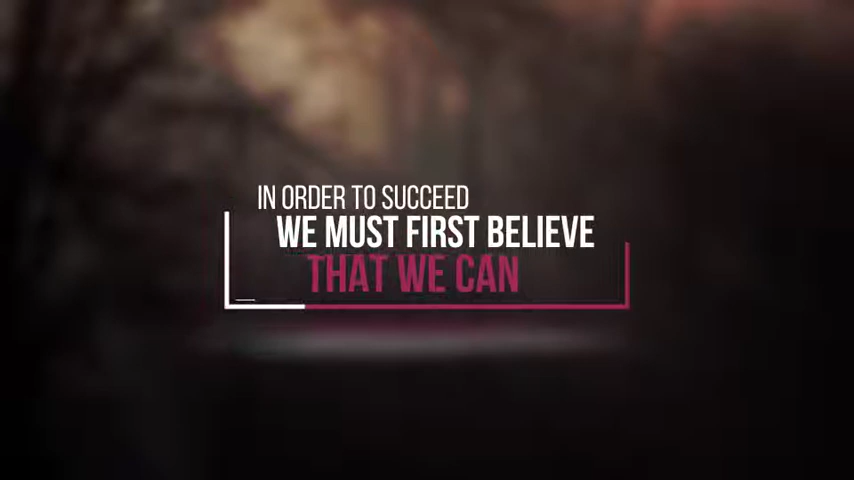 IN ORDER TO SUCCEED
WE MUST FIRST BELIEVE
THAT WE CAN